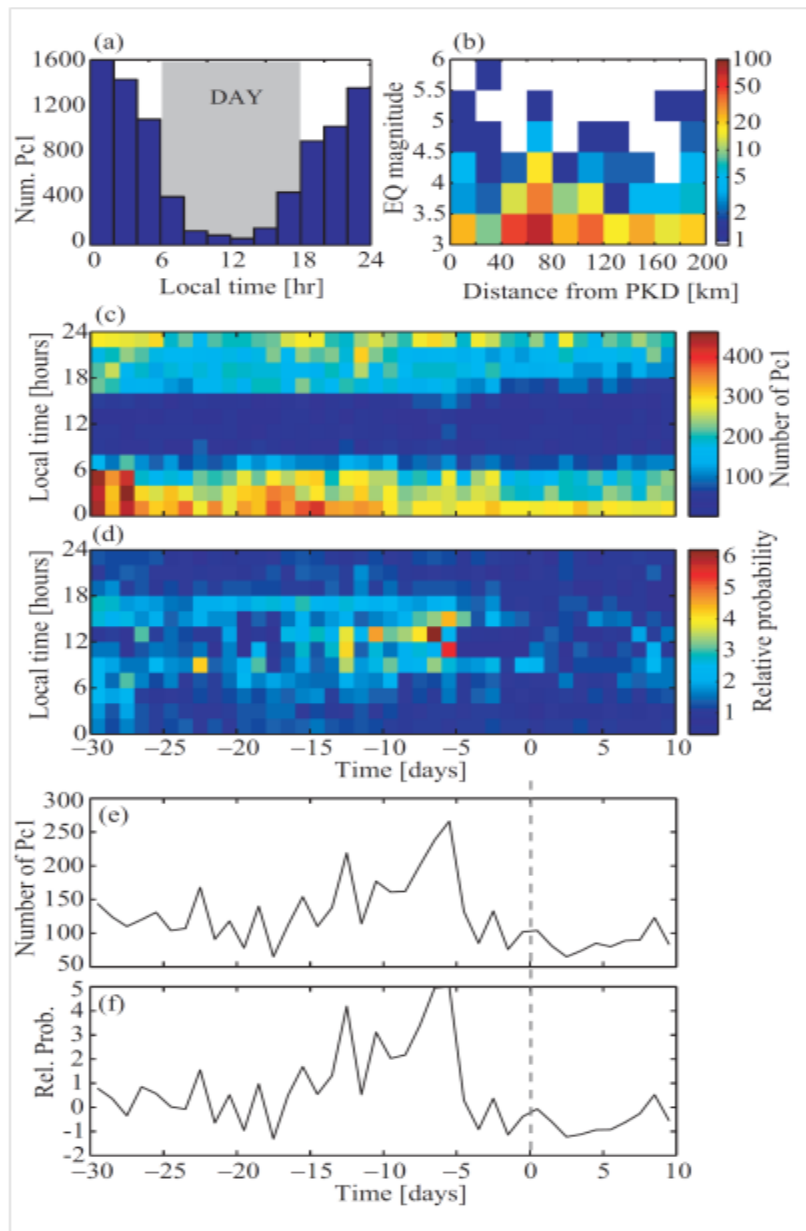 (a)
1600
1200
800
400
0
Num. Pc1
DAY
0 6 12 18 24
Local time [hr]
(b)
6
5.5
5
4.5
4
3.5
3
EQ magnitude
0 40 80 120 160 200
Distance from PKD [km]
100
50
20
10
5
2
1
(c)
24
18
12
6
0
Local time [hours]
400
300
200
100
Number of Pc1
(d)
24
18
12
6
0
Local time [hours]
6
5
4
3
2
1
Relative probability
−30 −25 −20 −15 −10 −5 0 5 10
Time [days]
(e)
300
250
200
150
100
50
Number of Pc1
(f)
5
4
3
2
1
0
-1
-2
Rel. Prob.
−30 −25 −20 −15 −10 −5 0 5 10
Time [days]